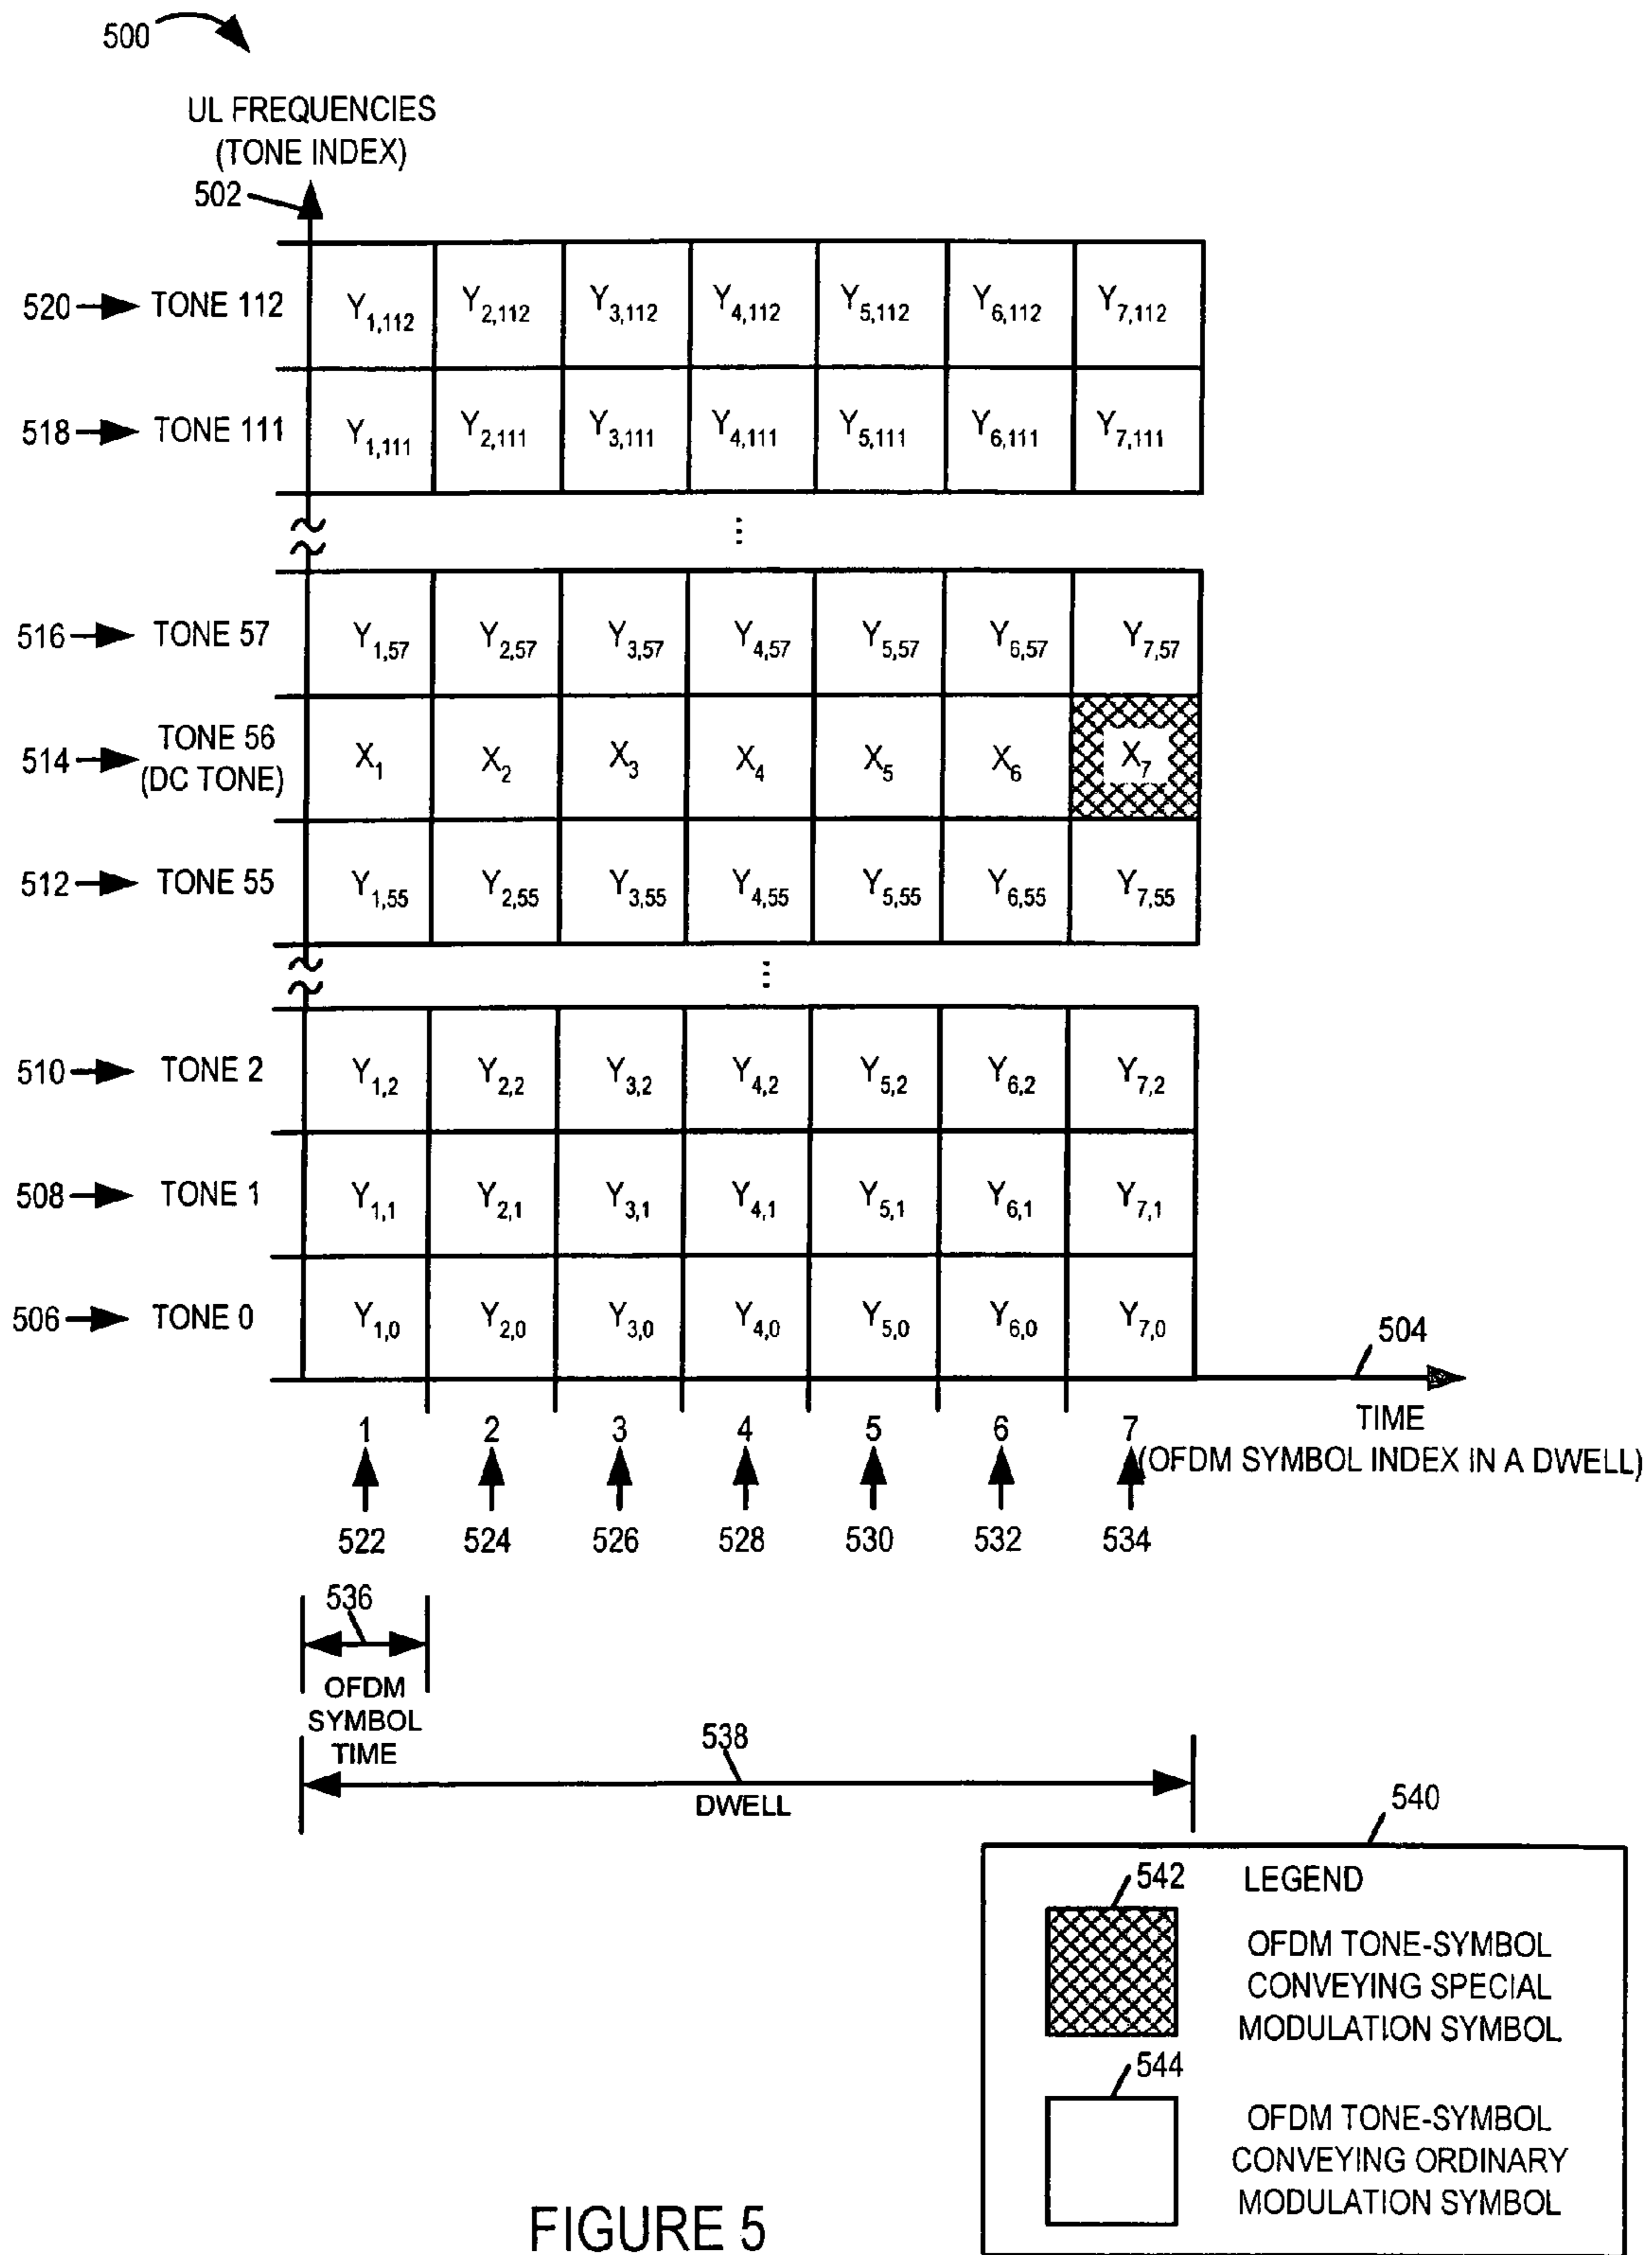 500
UL FREQUENCIES
(TONE INDEX)
502
520 TONE 112 Y1,112 Y2,112 Y3,112 Y4,112 Y5,112 Y6,112 Y7,112
518 TONE 111 Y1,111 Y2,111 Y3,111 Y4,111 Y5,111 Y6,111 Y7,111
...
516 TONE 57 Y1,57 Y2,57 Y3,57 Y4,57 Y5,57 Y6,57 Y7,57
514 TONE 56 (DC TONE) X1 X2 X3 X4 X5 X6 X7
512 TONE 55 Y1,55 Y2,55 Y3,55 Y4,55 Y5,55 Y6,55 Y7,55
...
510 TONE 2 Y1,2 Y2,2 Y3,2 Y4,2 Y5,2 Y6,2 Y7,2
508 TONE 1 Y1,1 Y2,1 Y3,1 Y4,1 Y5,1 Y6,1 Y7,1
506 TONE 0 Y1,0 Y2,0 Y3,0 Y4,0 Y5,0 Y6,0 Y7,0
504
1 2 3 4 5 6 7
TIME
(OFDM SYMBOL INDEX IN A DWELL)
522 524 526 528 530 532 534
536
OFDM
SYMBOL
TIME
538
DWELL
540
542 LEGEND
OFDM TONE-SYMBOL
CONVEYING SPECIAL
MODULATION SYMBOL
544
OFDM TONE-SYMBOL
CONVEYING ORDINARY
MODULATION SYMBOL
FIGURE 5